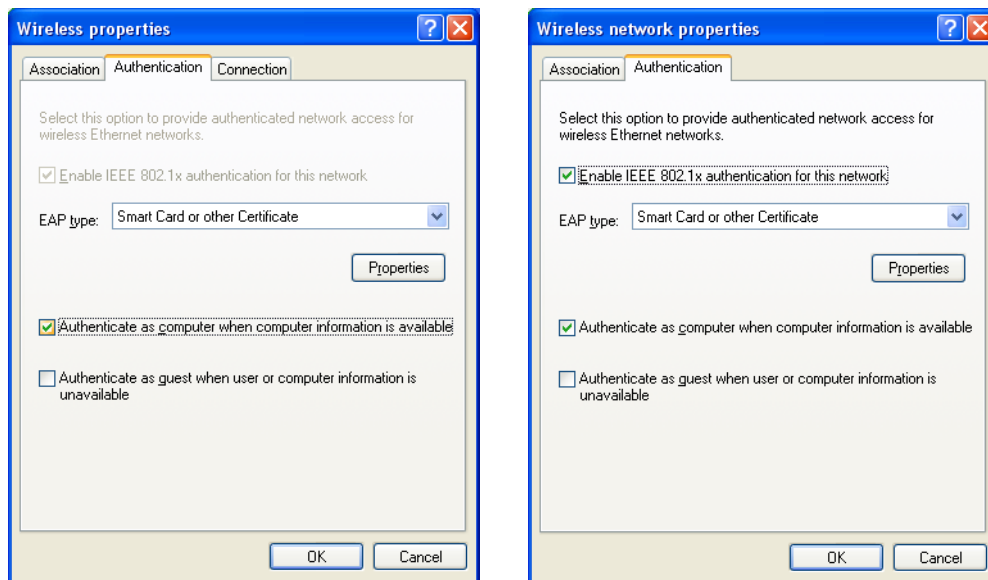 Wireless properties
Association Authentication Connection
Select this option to provide authenticated network access for
wireless Ethernet networks.
Enable IEEE 802.1x authentication for this network
EAP type: Smart Card or other Certificate
Properties
Authenticate as computer when computer information is available
Authenticate as guest when user or computer information is
unavailable
OK Cancel
Wireless network properties
Association Authentication
Select this option to provide authenticated network access for
wireless Ethernet networks.
Enable IEEE 802.1x authentication for this network
EAP type: Smart Card or other Certificate
Properties
Authenticate as computer when computer information is available
Authenticate as guest when user or computer information is
unavailable
OK Cancel